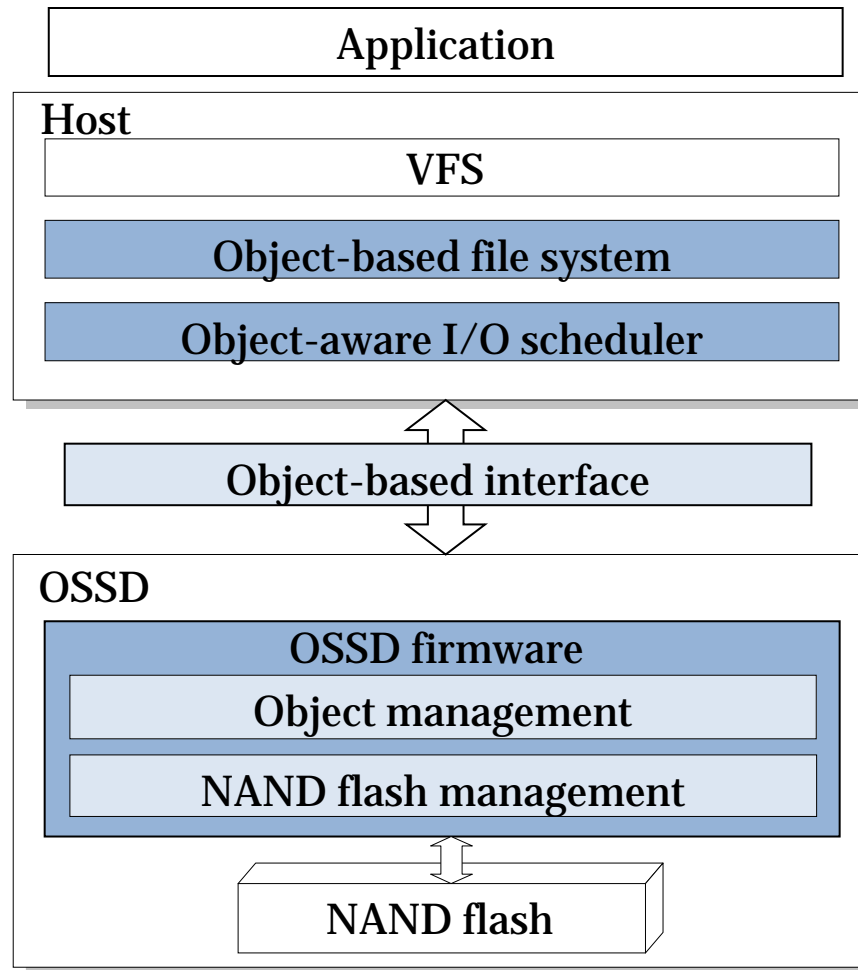 Application
Host
VFS
Object-based file system
Object-aware I/O scheduler
Object-based interface
OSSD
OSSD firmware
Object management
NAND flash management
NAND flash